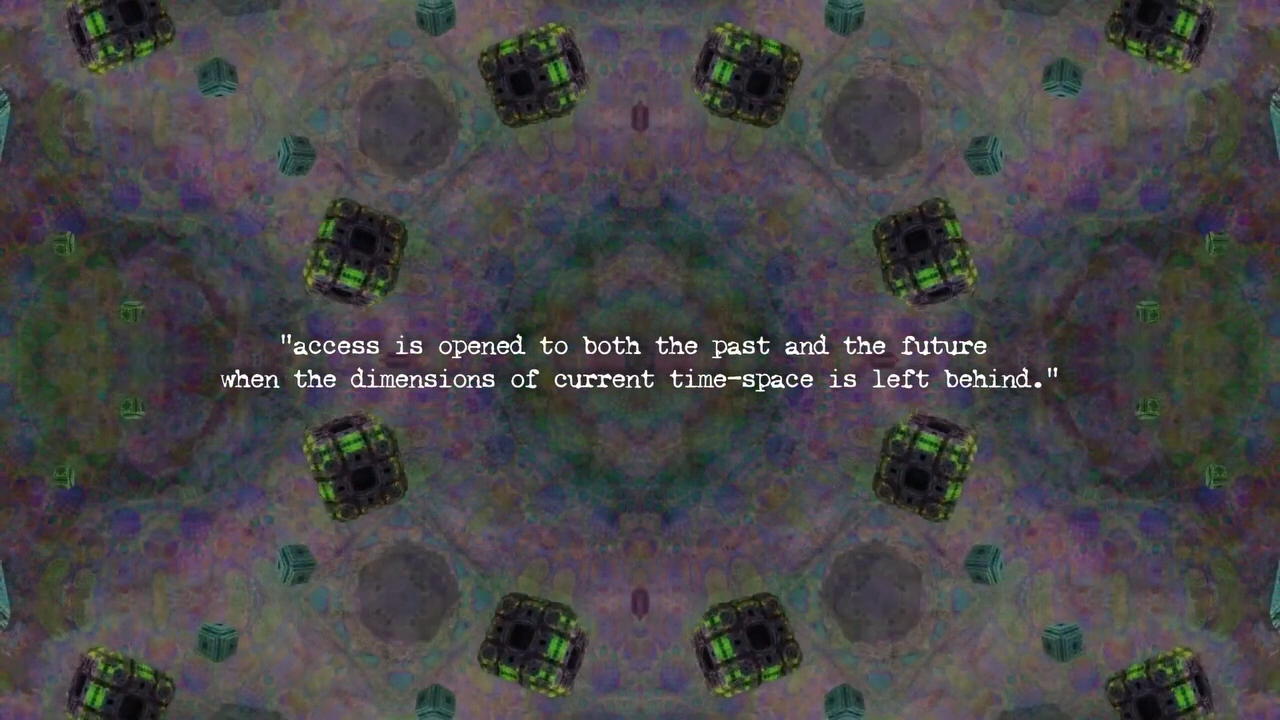 "access is opened to both the past and the future
when the dimensions of current time-space is left behind."